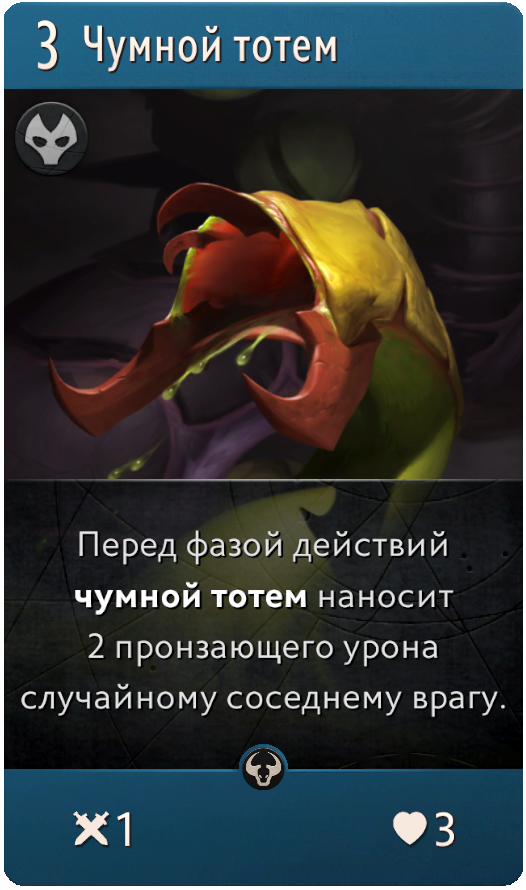 3 Чумной тотем
Перед фазой действий
чумной тотем наносит
2 пронзающего урона
случайному соседнему врагу.
1 3